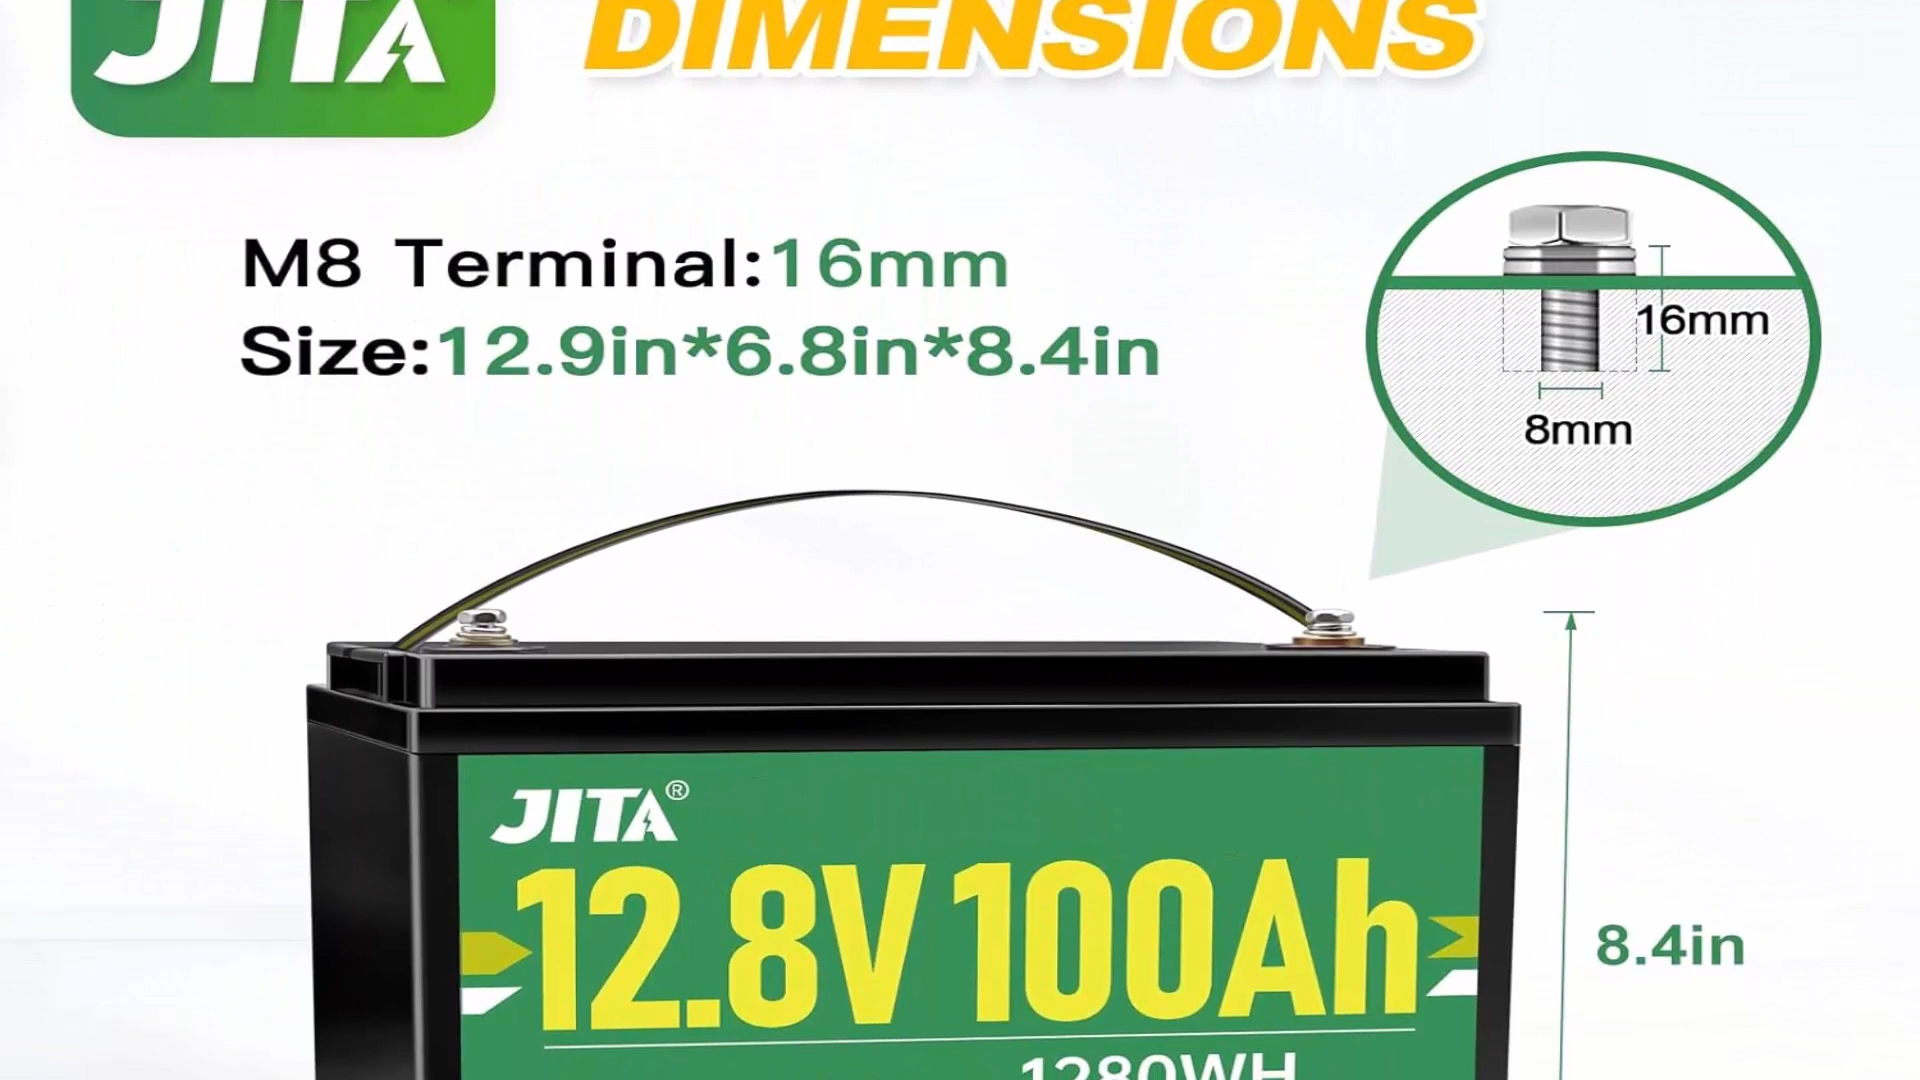 JITA
DIMENSIONS
M8 Terminal:16mm
Size:12.9in*6.8in*8.4in
16mm
8mm
JITA®
12.8V 100Ah
8.4in
1280WH